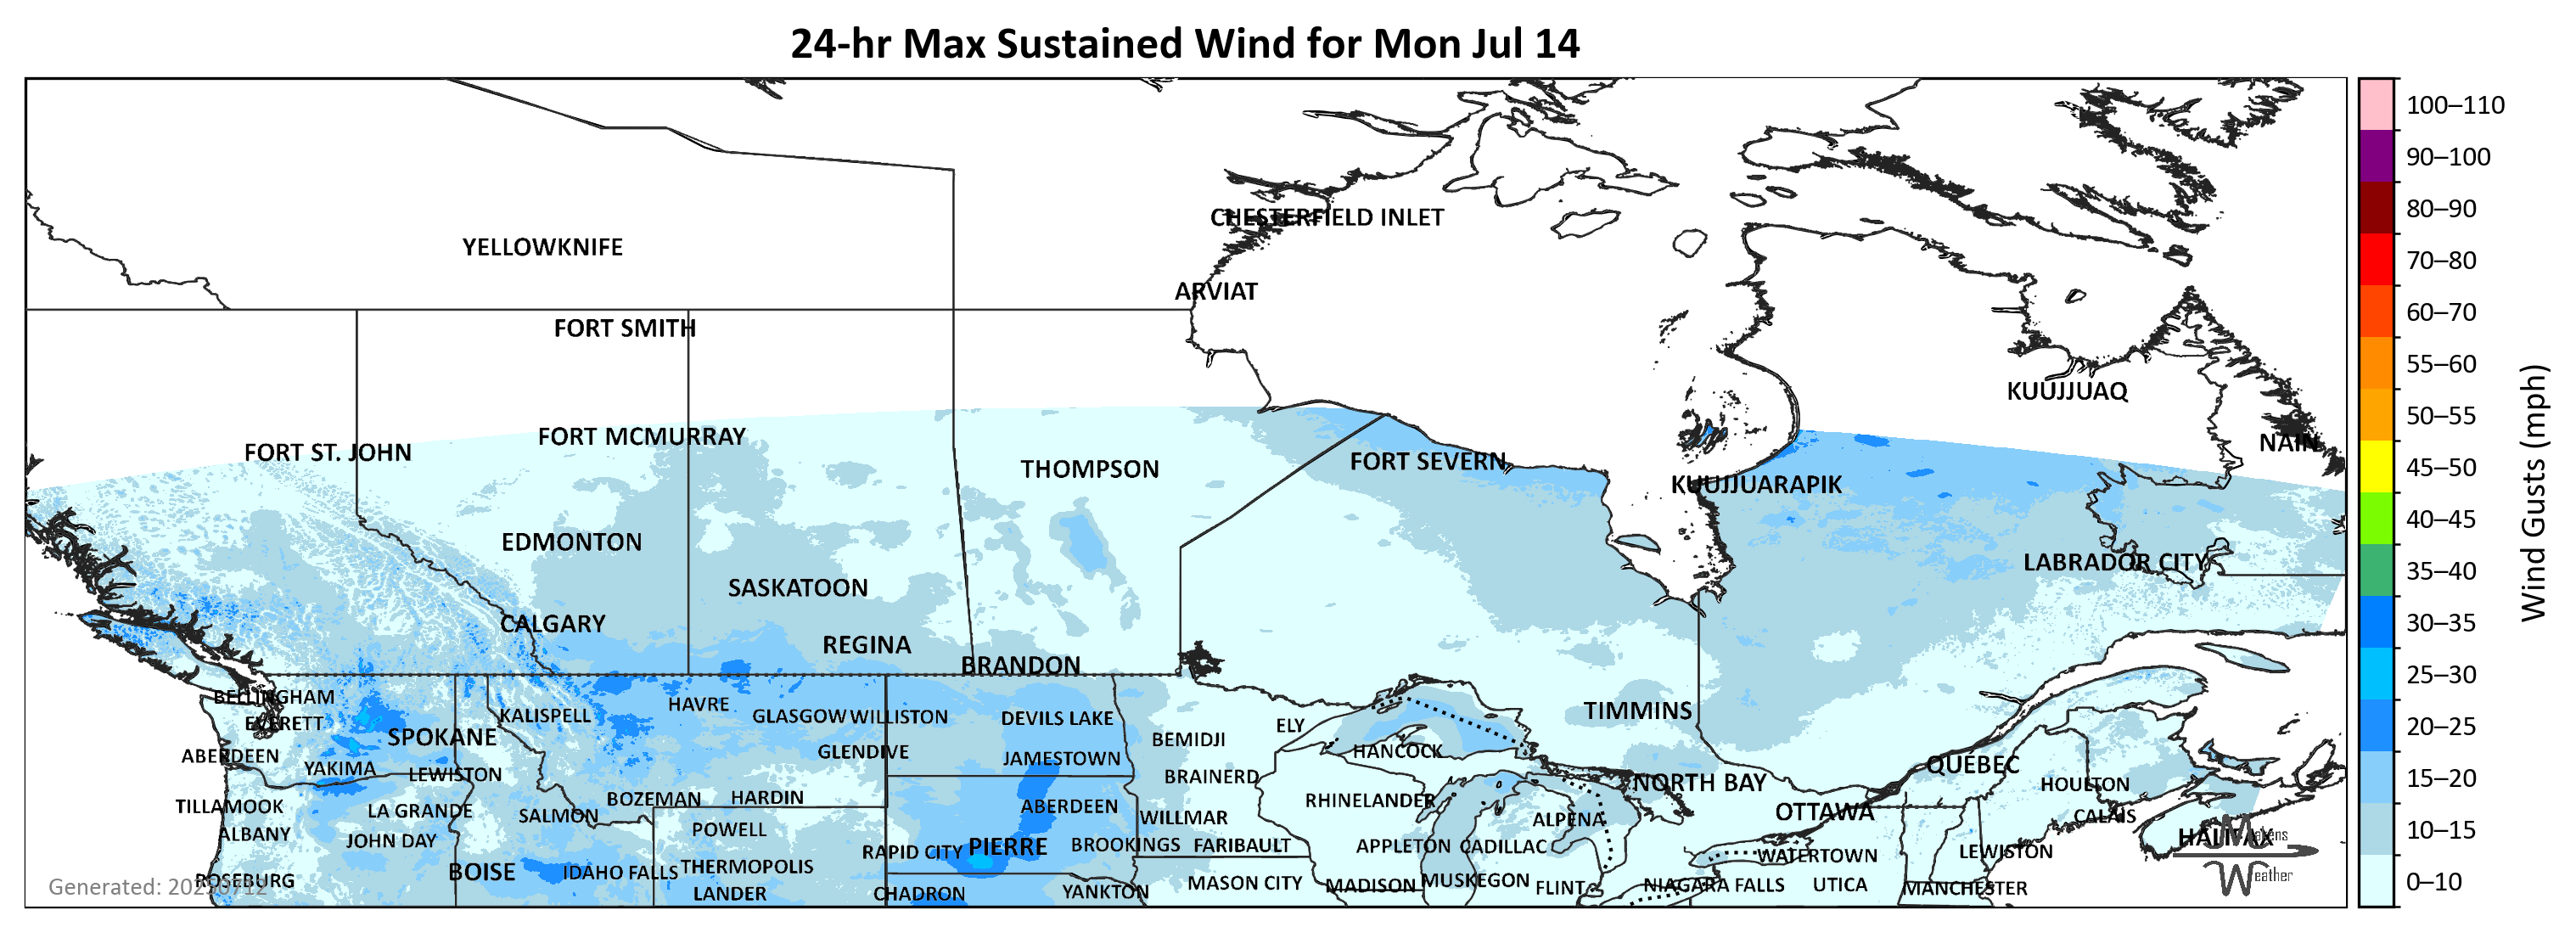 24-hr Max Sustained Wind for Mon Jul 14
100–110
90–100
CHESTERFIELD INLET
80–90
YELLOWKNIFE
70–80
ARVIAT
60–70
FORT SMITH
55–60
KUUJJUAQ
50–55
FORT MCMURRAY
NAIN
FORT ST. JOHN
FORT SEVERN
THOMPSON
45–50
KUUJJUARAPIK
40–45
EDMONTON
LABRADOR CITY
35–40
SASKATOON
CALGARY
30–35
Wind Gusts (mph)
REGINA
BRANDON
25–30
BELLINGHAM
HAVRE
TIMMINS
KALISPELL
GLASGOW
WILLISTON
DEVILS LAKE
EVERETT
ELY
20–25
SPOKANE
BEMIDJI
HANCOCK
ABERDEEN
GLENDIVE
JAMESTOWN
QUÉBEC
YAKIMA
LEWISTON
BRAINERD
15–20
NORTH BAY
HOULTON
BOZEMAN
HARDIN
RHINELANDER
TILLAMOOK
LA GRANDE
ABERDEEN
OTTAWA
SALMON
WILLMAR
ALPENA
CALAIS
10–15
ALBANY
POWELL
HALIFAX
Makens
Weather
JOHN DAY
RAPID CITY
PIERRE
BROOKINGS
FARIBAULT
APPLETON
CADILLAC
WATERTOWN
LEWISTON
BOISE
IDAHO FALLS
THERMOPOLIS
ROSEBURG
MASON CITY
MADISON
MUSKEGON
FLINT
NIAGARA FALLS
UTICA
MANCHESTER
0–10
Generated: 20250712
LANDER
CHADRON
YANKTON